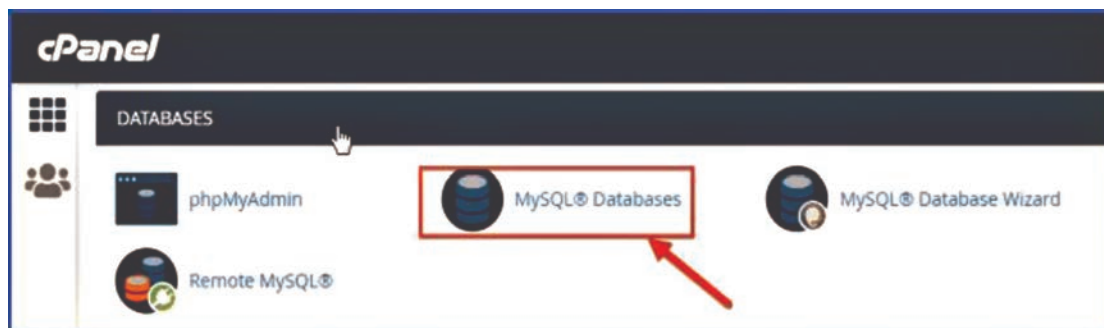 cPanel
DATABASES
phpMyAdmin
MySQL® Databases
MySQL® Database Wizard
Remote MySQL®